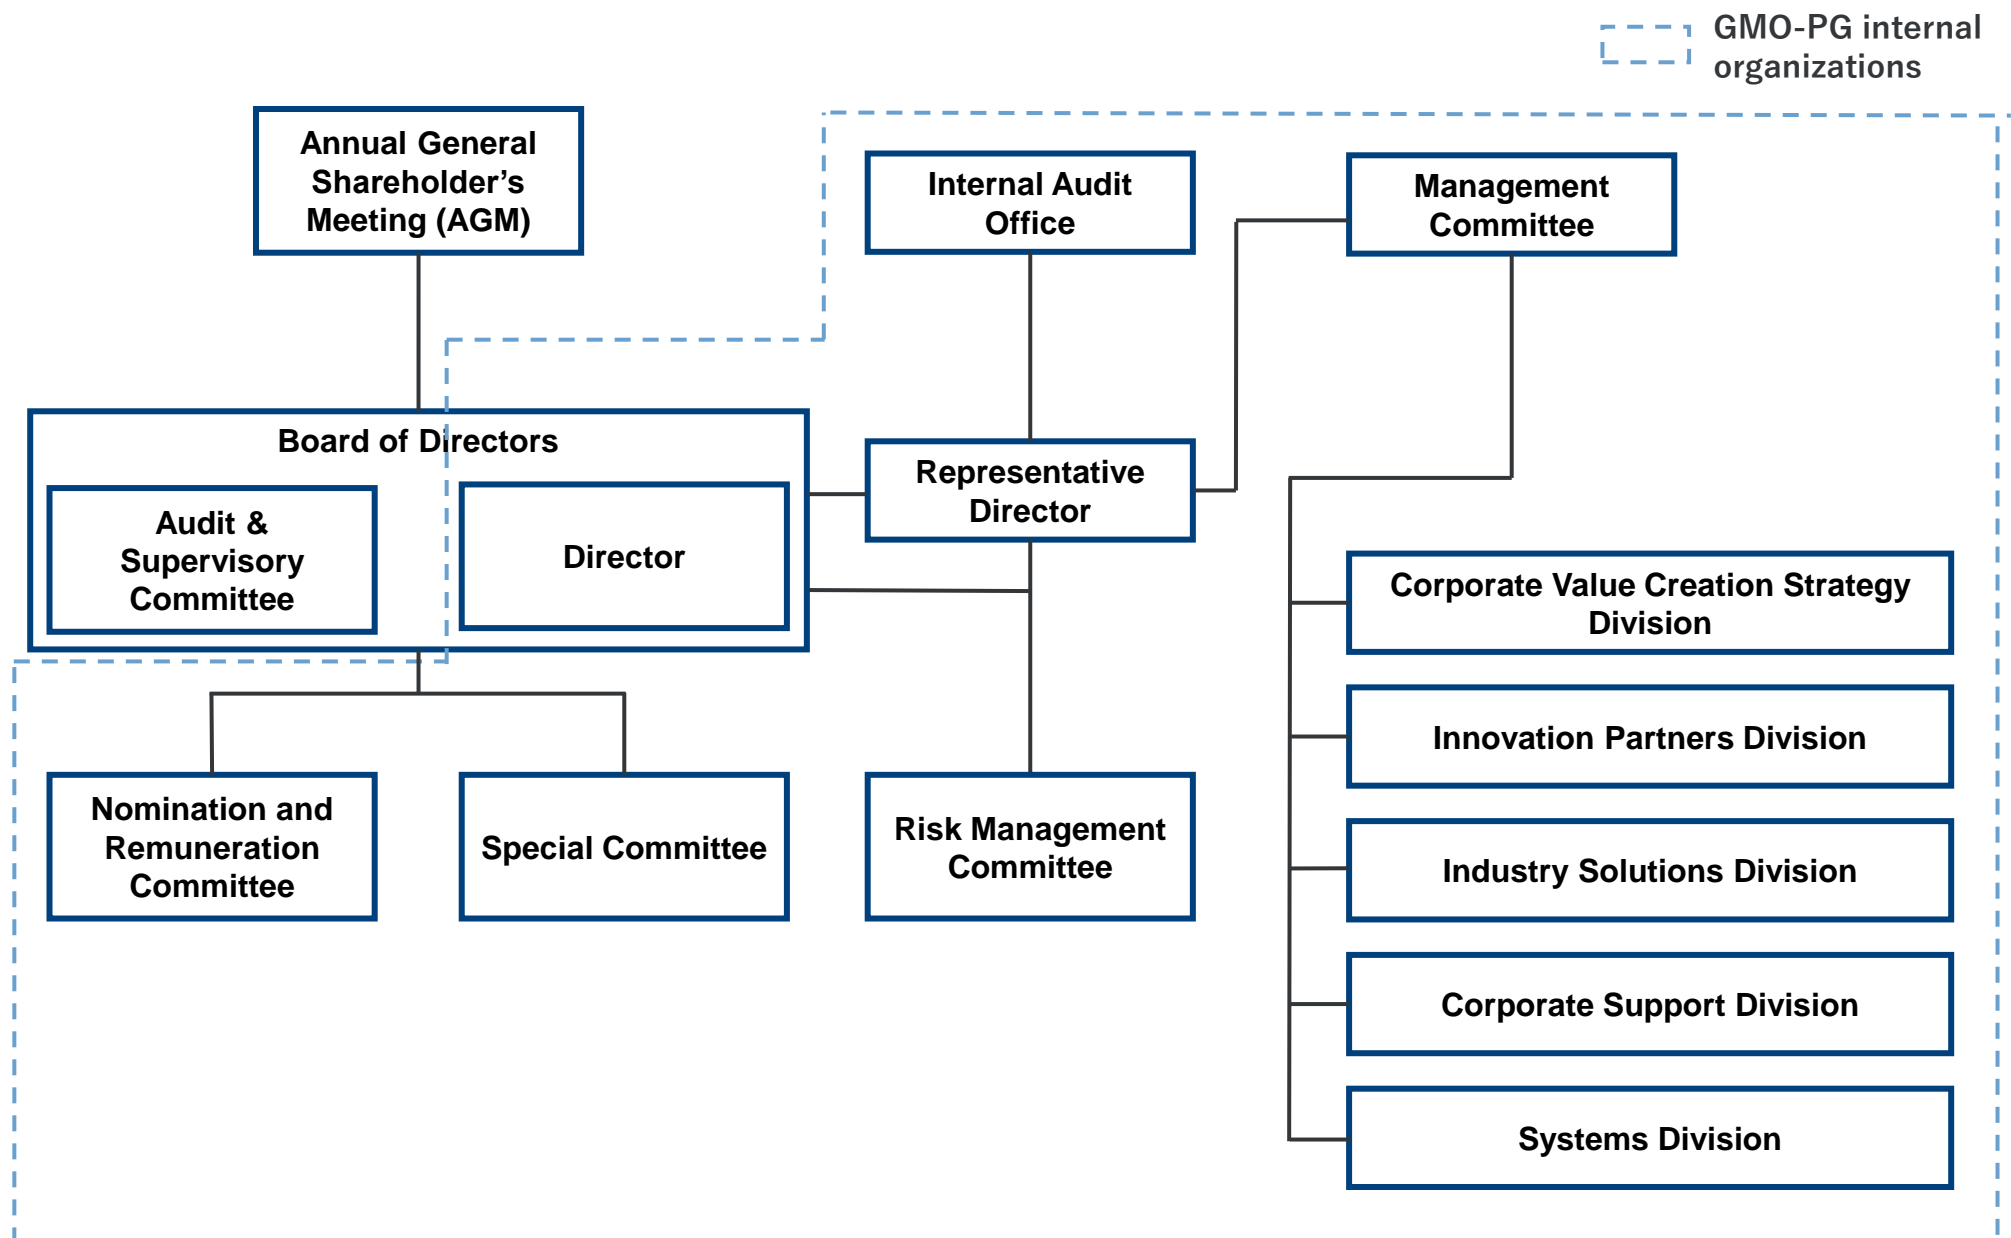 GMO-PG internal
organizations
Annual General
Shareholder’s
Meeting (AGM)
Internal Audit
Office
Management
Committee
Board of Directors
Audit &
Supervisory
Committee
Director
Representative
Director
Corporate Value Creation Strategy
Division
Innovation Partners Division
Nomination and
Remuneration
Committee
Special Committee
Risk Management
Committee
Industry Solutions Division
Corporate Support Division
Systems Division